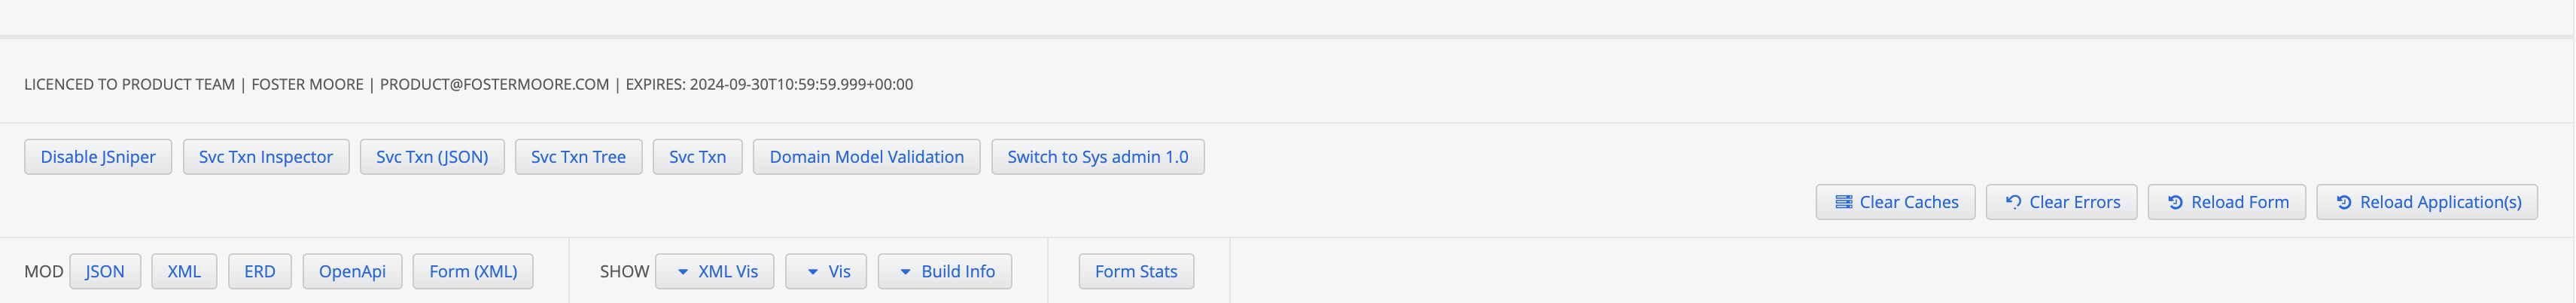 LICENCED TO PRODUCT TEAM | FOSTER MOORE | PRODUCT@FOSTERMOORE.COM | EXPIRES: 2024-09-30T10:59:59.999+00:00
Disable JSniper Svc Txn Inspector Svc Txn (JSON) Svc Txn Tree Svc Txn Domain Model Validation Switch to Sys admin 1.0
Clear Caches Clear Errors Reload Form Reload Application(s)
MOD JSON XML ERD OpenApi Form (XML) SHOW XML Vis Vis Build Info Form Stats